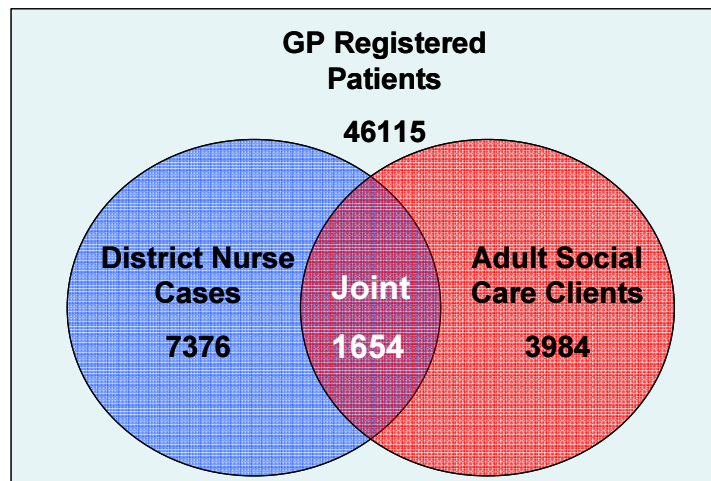 GP Registered
Patients
46115
District Nurse
Cases
7376
Joint
1654
Adult Social
Care Clients
3984